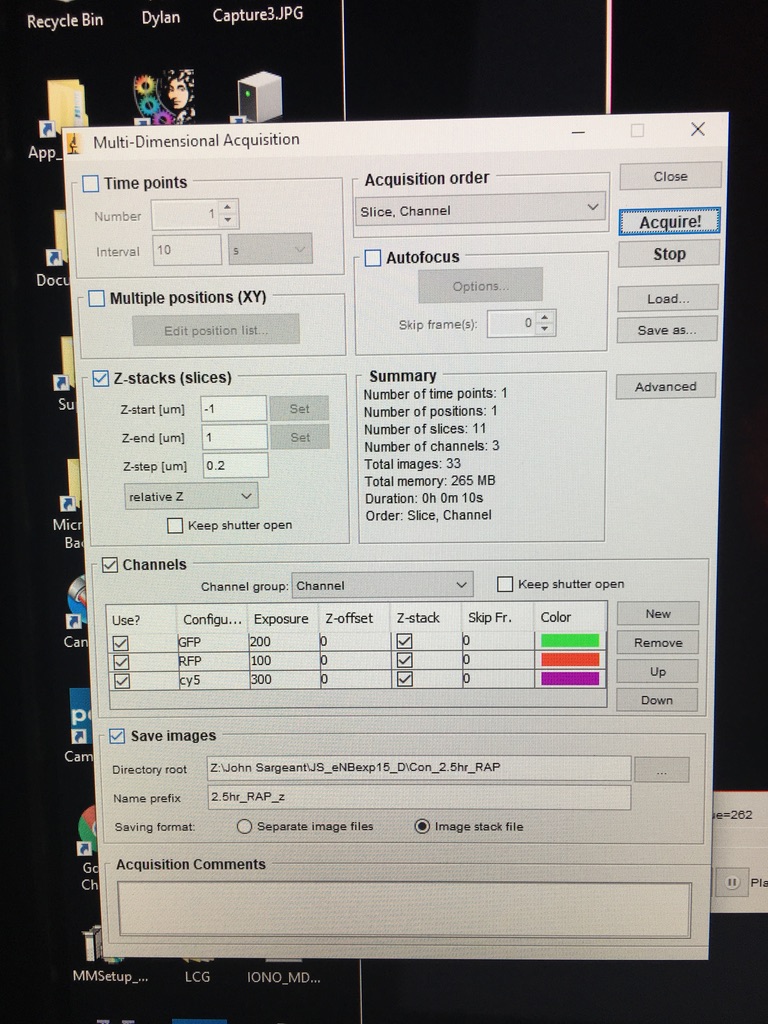 Recycle Bin
Dylan
Capture3.JPG
App_
Multi-Dimensional Acquisition
Time points
Number
1
Interval
10
s
Acquisition order
Slice, Channel
Close
Acquire!
Stop
Autofocus
Options...
Skip frame(s):
0
Load...
Save as...
Docu
Multiple positions (XY)
Edit position list...
Z-stacks (slices)
Z-start [um]
-1
Set
Z-end [um]
1
Set
Z-step [um]
0.2
relative Z
Keep shutter open
Summary
Number of time points: 1
Number of positions: 1
Number of slices: 11
Number of channels: 3
Total images: 33
Total memory: 265 MB
Duration: 0h 0m 10s
Order: Slice, Channel
Advanced
Su
Micr
Ba
Channels
Channel group:
Channel
Keep shutter open
Use? Configu... Exposure Z-offset Z-stack Skip Fr. Color
GFP 200 0 0
RFP 100 0 0
cy5 300 0 0
New
Remove
Up
Down
Can
Save images
Directory root
Z:\John Sargeant\JS_eNBexp15_D\Con_2.5hr_RAP
...
Name prefix
2.5hr_RAP_z
Saving format:
Separate image files
Image stack file
po
Cam
ue=262
Pla
Acquisition Comments
Go
Ch
MMSetup_...
LCG
IONO_MD...